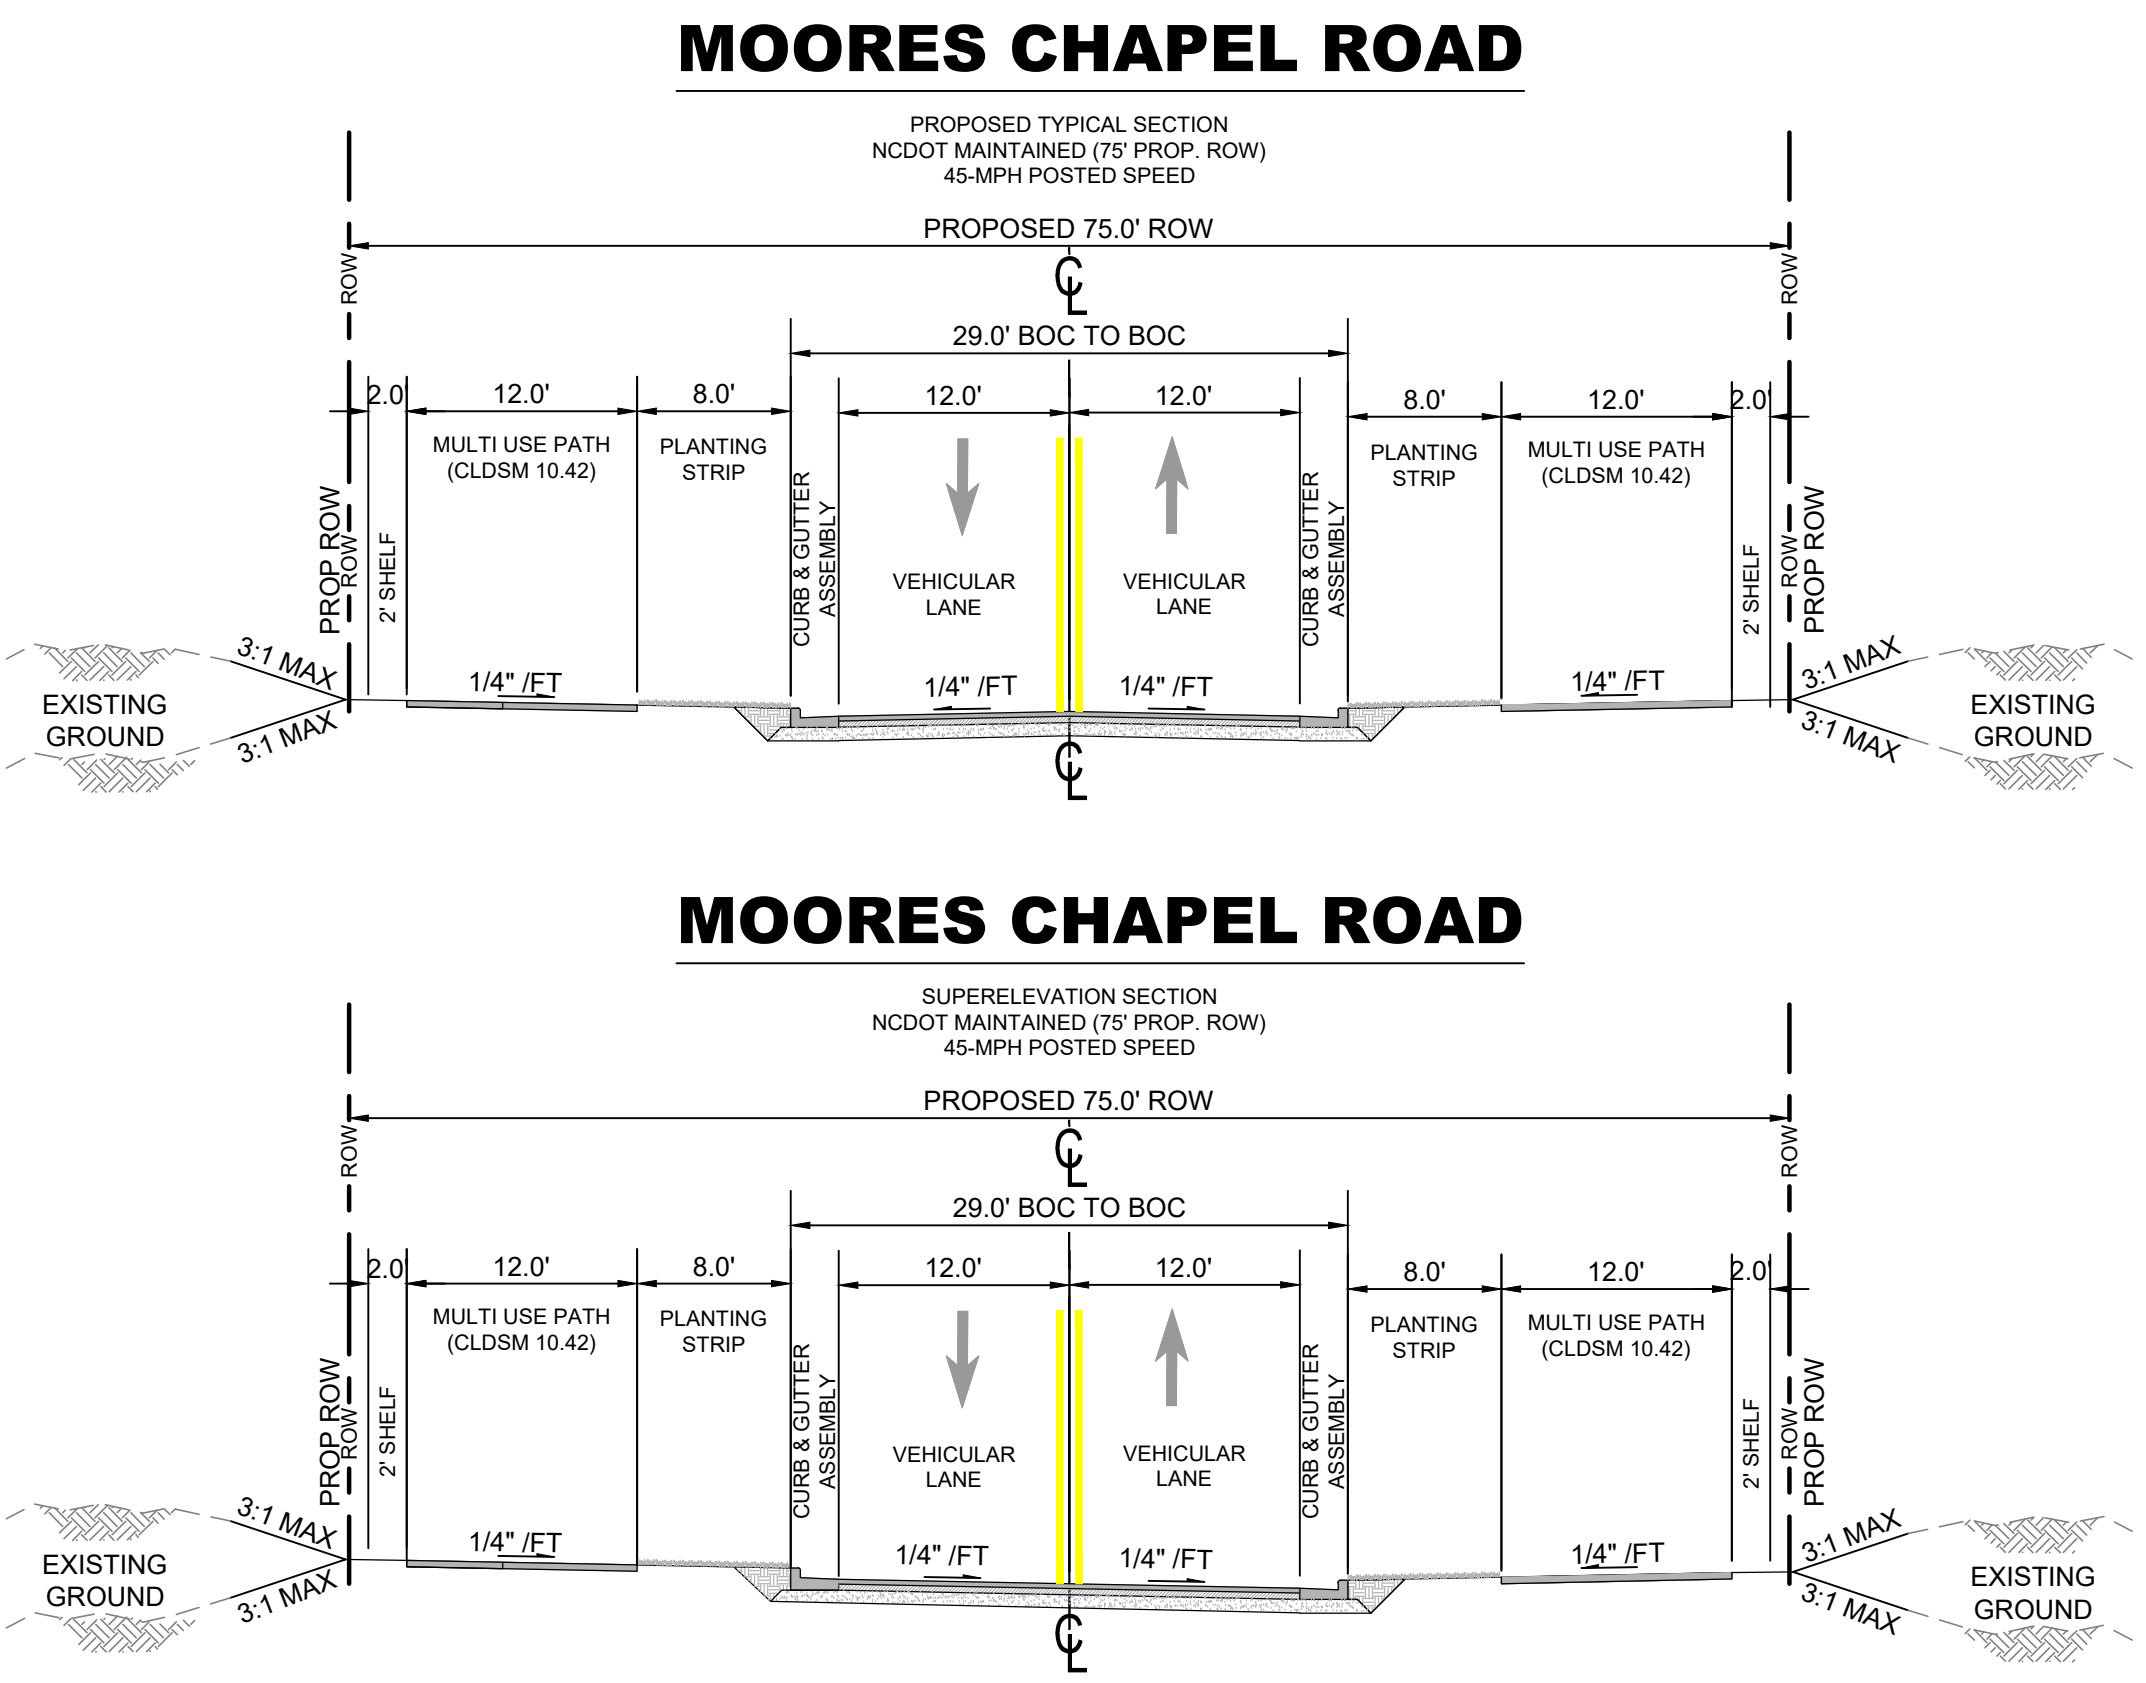 MOORES CHAPEL ROAD
PROPOSED TYPICAL SECTION
NCDOT MAINTAINED (75' PROP. ROW)
45-MPH POSTED SPEED
PROPOSED 75.0' ROW
CL
ROW
ROW
29.0' BOC TO BOC
2.0'
12.0'
8.0'
12.0'
12.0'
8.0'
12.0'
2.0'
MULTI USE PATH
(CLDSM 10.42)
PLANTING
STRIP
PLANTING
STRIP
MULTI USE PATH
(CLDSM 10.42)
PROP ROW
ROW
2' SHELF
CURB & GUTTER
ASSEMBLY
VEHICULAR
LANE
VEHICULAR
LANE
CURB & GUTTER
ASSEMBLY
2' SHELF
ROW
PROP ROW
3:1 MAX
EXISTING
GROUND
3:1 MAX
1/4" /FT
1/4" /FT
1/4" /FT
1/4" /FT
3:1 MAX
EXISTING
GROUND
3:1 MAX
CL
MOORES CHAPEL ROAD
SUPERELEVATION SECTION
NCDOT MAINTAINED (75' PROP. ROW)
45-MPH POSTED SPEED
PROPOSED 75.0' ROW
CL
ROW
ROW
29.0' BOC TO BOC
2.0'
12.0'
8.0'
12.0'
12.0'
8.0'
12.0'
2.0'
MULTI USE PATH
(CLDSM 10.42)
PLANTING
STRIP
PLANTING
STRIP
MULTI USE PATH
(CLDSM 10.42)
PROP ROW
ROW
2' SHELF
CURB & GUTTER
ASSEMBLY
VEHICULAR
LANE
VEHICULAR
LANE
CURB & GUTTER
ASSEMBLY
2' SHELF
ROW
PROP ROW
3:1 MAX
EXISTING
GROUND
3:1 MAX
1/4" /FT
1/4" /FT
1/4" /FT
1/4" /FT
3:1 MAX
EXISTING
GROUND
3:1 MAX
CL